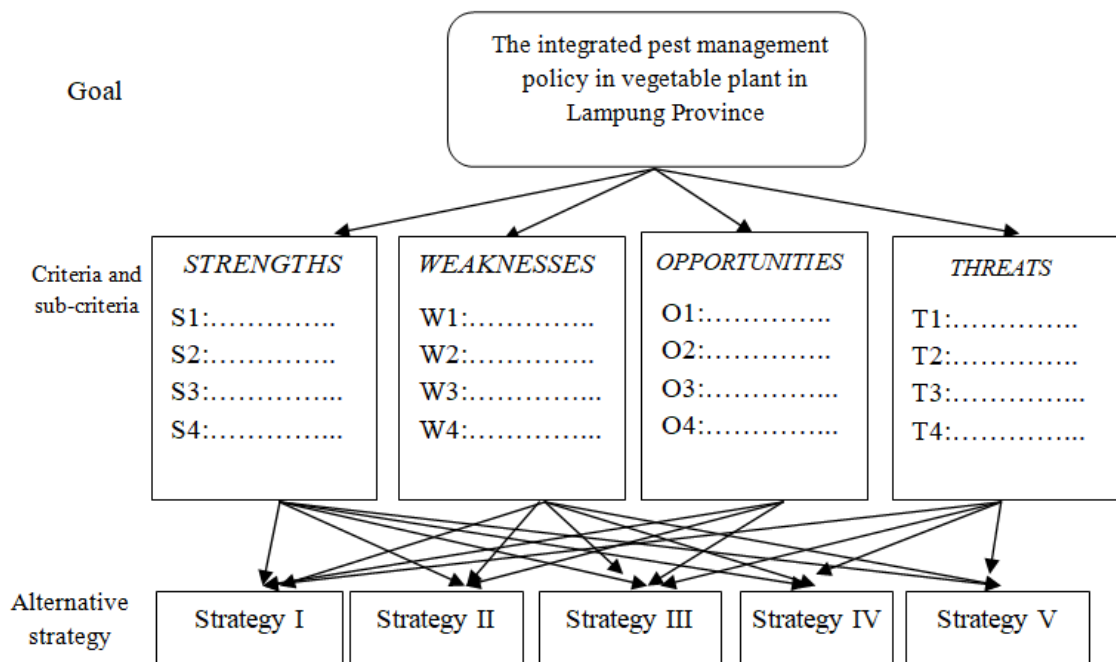 Goal
The integrated pest management
policy in vegetable plant in
Lampung Province
Criteria and
sub-criteria
STRENGTHS
S1:…………..
S2:…………..
S3:…………...
S4:…………...
WEAKNESSES
W1:…………..
W2:…………..
W3:…………...
W4:…………...
OPPORTUNITIES
O1:…………..
O2:…………..
O3:…………...
O4:…………...
THREATS
T1:…………..
T2:…………..
T3:…………...
T4:…………...
Alternative
strategy
Strategy I
Strategy II
Strategy III
Strategy IV
Strategy V